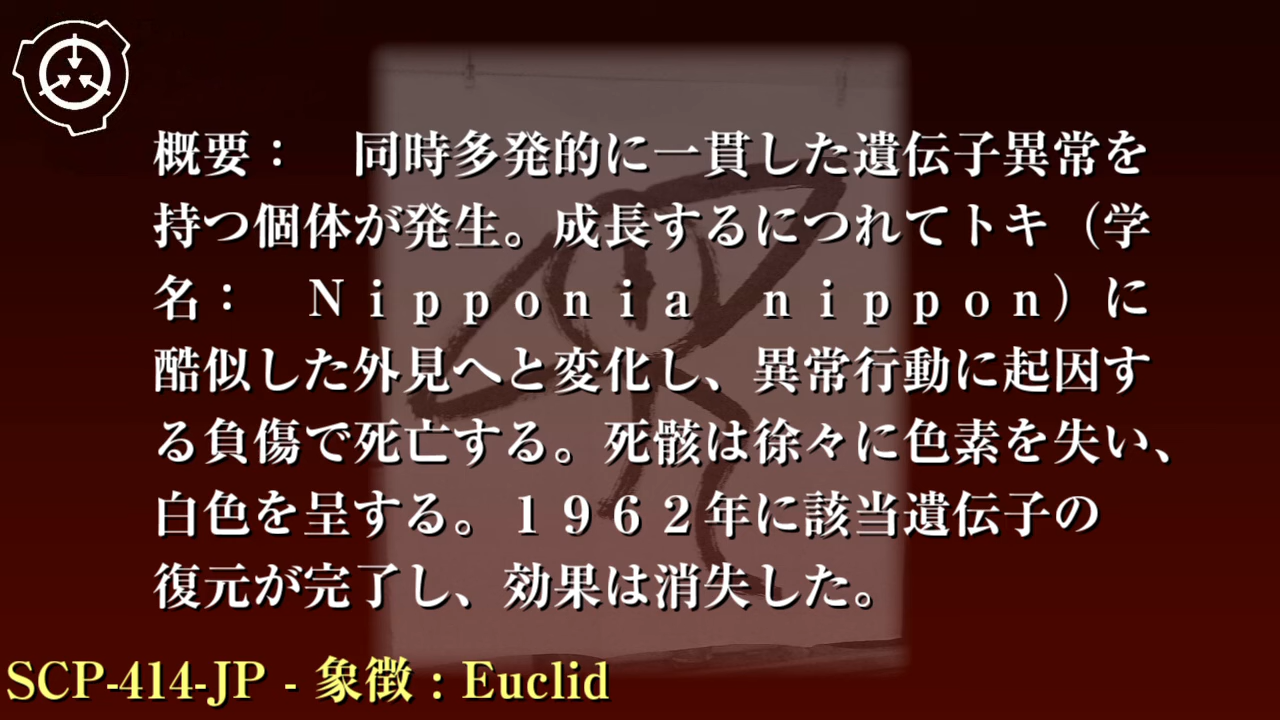 概要：　同時多発的に一貫した遺伝子異常を
持つ個体が発生。成長するにつれてトキ（学
名：　Ｎｉｐｐｏｎｉａ　ｎｉｐｐｏｎ）に
酷似した外見へと変化し、異常行動に起因す
る負傷で死亡する。死骸は徐々に色素を失い、
白色を呈する。１９６２年に該当遺伝子の
復元が完了し、効果は消失した。
SCP-414-JP - 象徴：Euclid